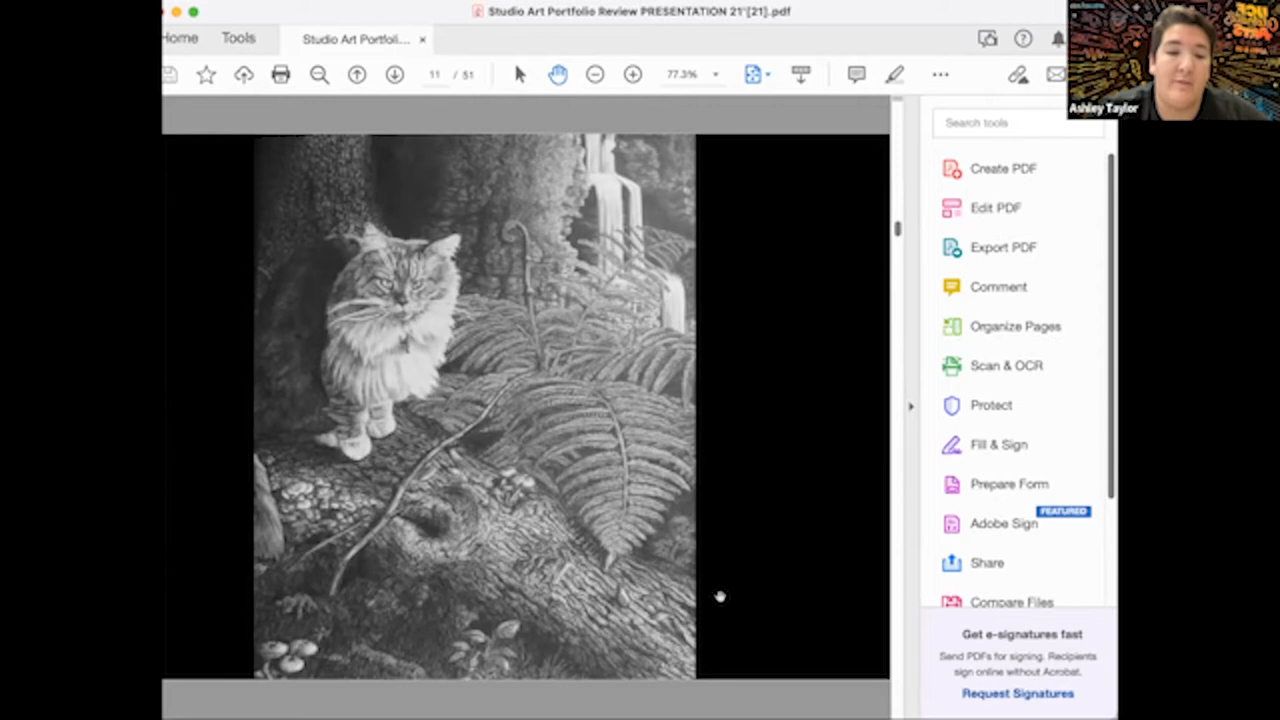 Studio Art Portfolio Review PRESENTATION 21'[21].pdf
Home
Tools
Studio Art Portfoli... ×
11 / 51
77.3%
Ashley Taylor
Search tools
Create PDF
Edit PDF
Export PDF
Comment
Organize Pages
Scan & OCR
Protect
Fill & Sign
Prepare Form
FEATURED
Adobe Sign
Share
Compare Files
Get e-signatures fast
Send PDFs for signing. Recipients
sign online without Acrobat.
Request Signatures